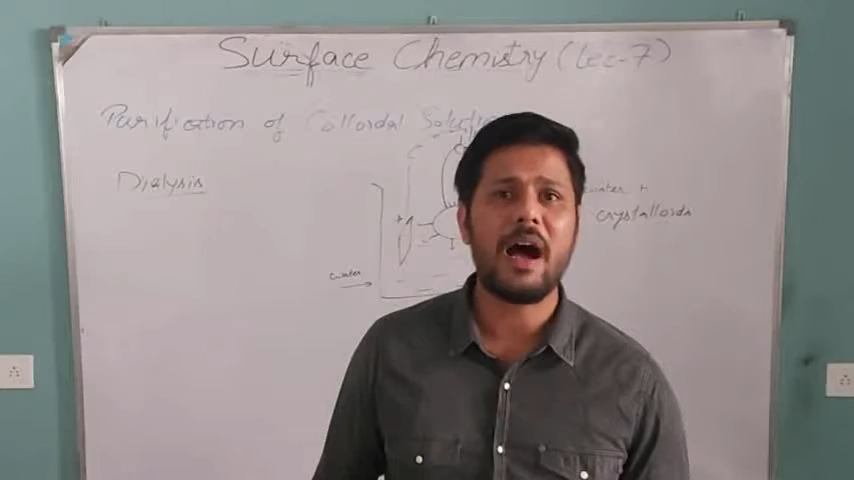 Surface Chemistry (Lec-7)
Purification of Colloidal
Dialysis
water +
crystalloids
+
water